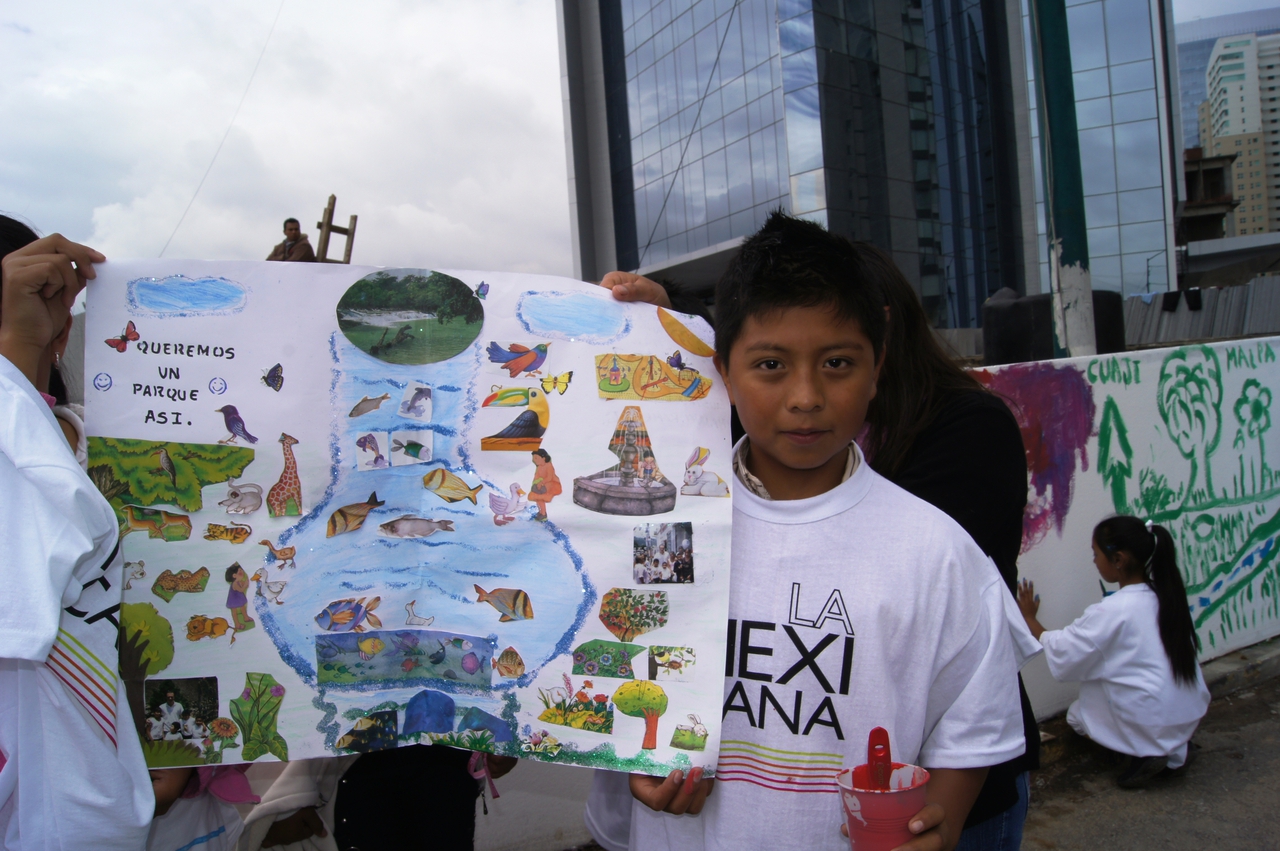 QUEREMOS
UN
PARQUE
ASI.
LA
MEXI
ANA
CUAJI MALPA